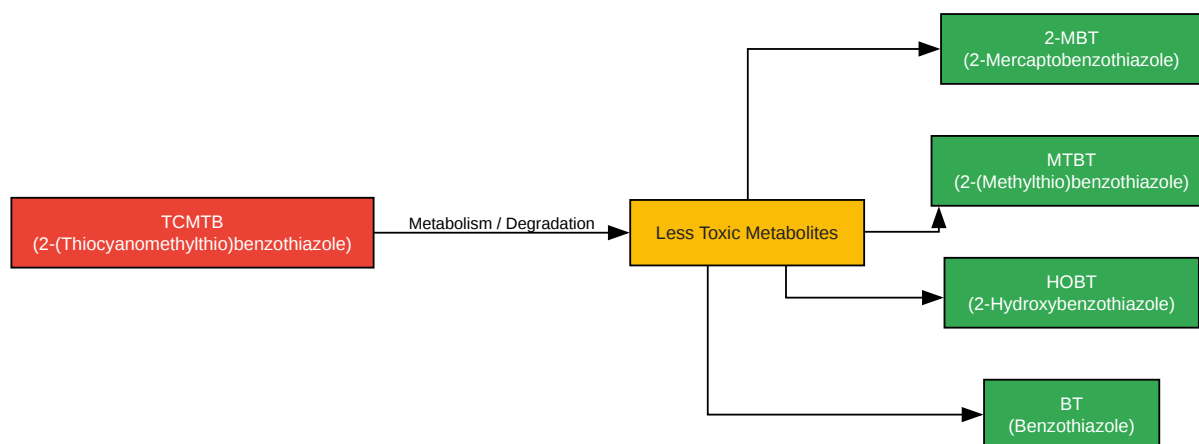 2-MBT
(2-Mercaptobenzothiazole)
MTBT
(2-(Methylthio)benzothiazole)
TCMTB
(2-(Thiocyanomethylthio)benzothiazole)
Metabolism / Degradation
Less Toxic Metabolites
HOBT
(2-Hydroxybenzothiazole)
BT
(Benzothiazole)